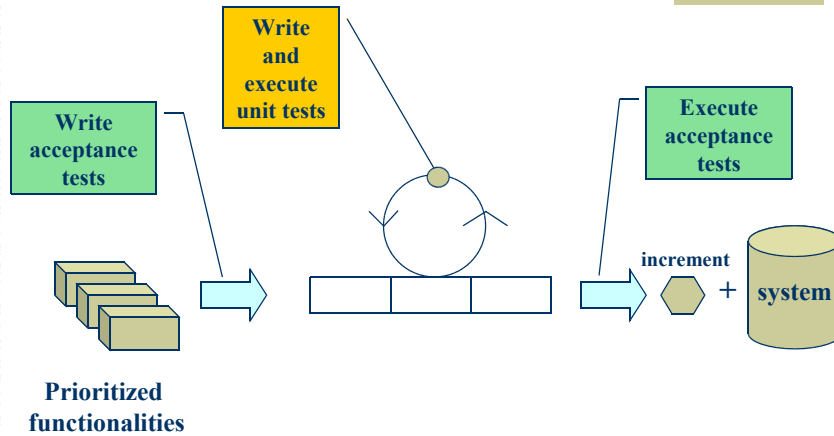 Write
and
execute
unit tests
Write
acceptance
tests
Execute
acceptance
tests
increment
+
system
Prioritized
functionalities